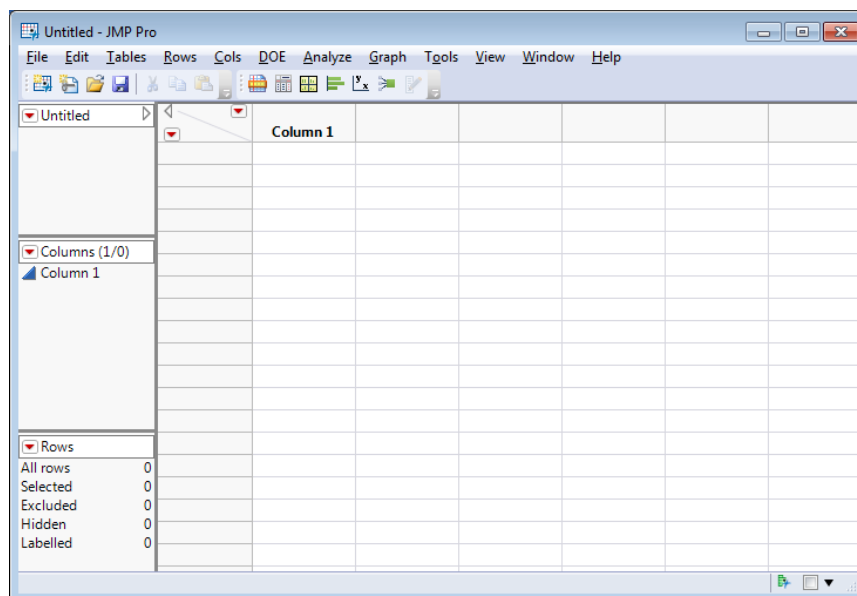 Untitled - JMP Pro
File Edit Tables Rows Cols DOE Analyze Graph Tools View Window Help
Untitled
Column 1
Columns (1/0)
Column 1
Rows
All rows 0
Selected 0
Excluded 0
Hidden 0
Labelled 0